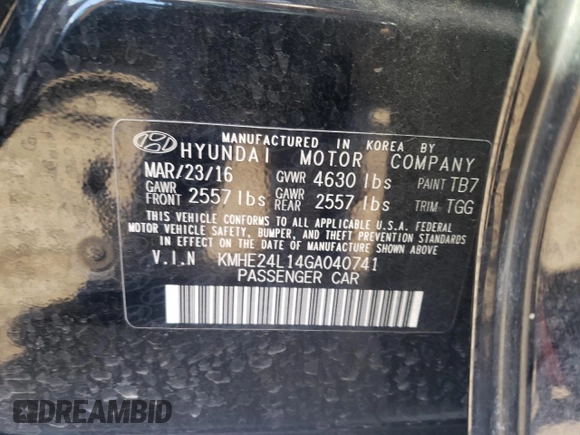 MANUFACTURED IN KOREA BY
HYUNDAI MOTOR COMPANY
MAR/23/16 GVWR 4630 lbs PAINT TB7
GAWR FRONT 2557 lbs GAWR REAR 2557 lbs TRIM TGG
THIS VEHICLE CONFORMS TO ALL APPLICABLE U.S.A. FEDERAL
MOTOR VEHICLE SAFETY, BUMPER, AND THEFT PREVENTION STANDARDS
IN EFFECT ON THE DATE OF MANUFACTURE SHOWN ABOVE.
V.I.N KMHE24L14GA040741
PASSENGER CAR
DREAMBID